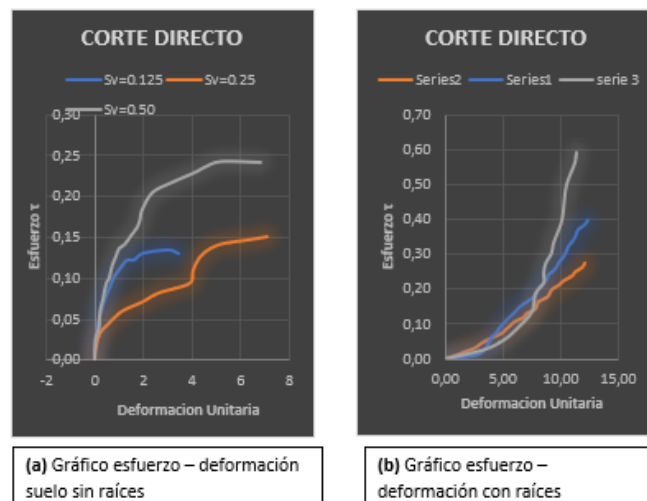 CORTE DIRECTO
Sv=0.125 Sv=0.25
Sv=0.50
0,30
0,25
0,20
0,15
0,10
0,05
0,00
-2 0 2 4 6 8
Esfuerzo τ
Deformacion Unitaria
(a) Gráfico esfuerzo – deformación
suelo sin raíces
CORTE DIRECTO
Series2 Series1 serie 3
0,70
0,60
0,50
0,40
0,30
0,20
0,10
0,00
0,00 5,00 10,00 15,00
Esfuerzo τ
Deformacion Unitaria
(b) Gráfico esfuerzo –
deformación con raíces